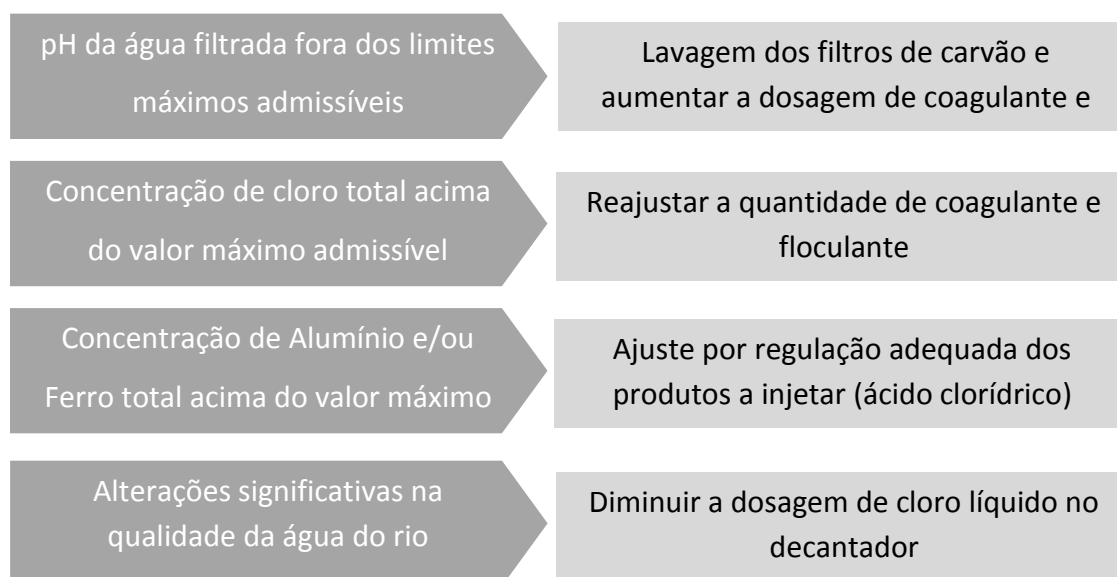 pH da água filtrada fora dos limites
máximos admissíveis
Lavagem dos filtros de carvão e
aumentar a dosagem de coagulante e
Concentração de cloro total acima
do valor máximo admissível
Reajustar a quantidade de coagulante e
floculante
Concentração de Alumínio e/ou
Ferro total acima do valor máximo
Ajuste por regulação adequada dos
produtos a injetar (ácido clorídrico)
Alterações significativas na
qualidade da água do rio
Diminuir a dosagem de cloro líquido no
decantador